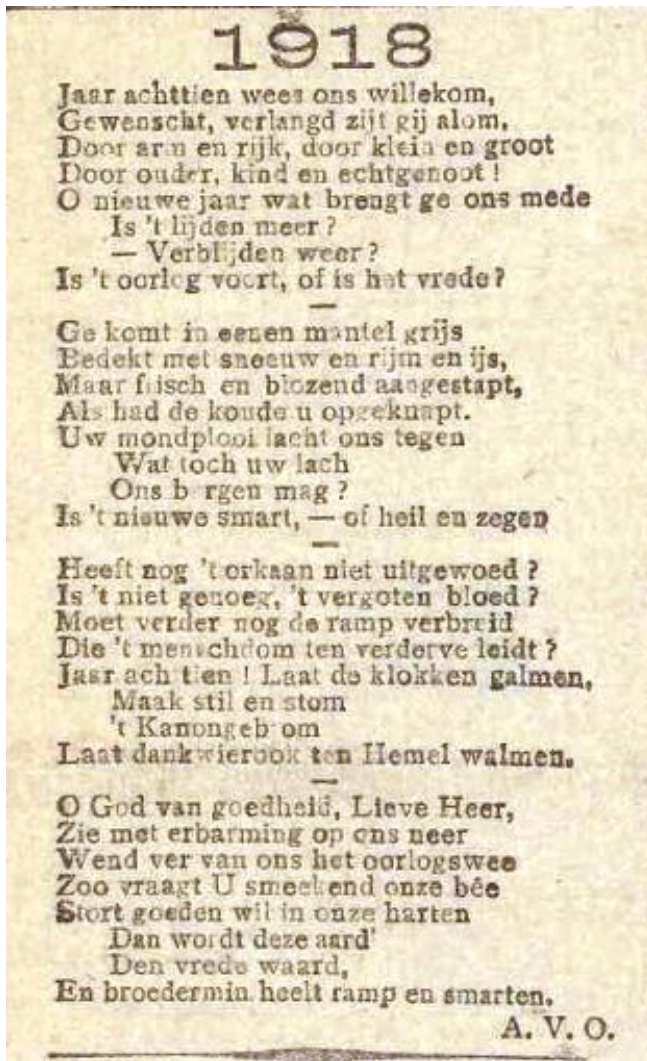 1918
Jaar achttien wees ons willekom,
Gewenscht, verlangd zijt gij alom,
Door arm en rijk, door klein en groot
Door ouder, kind en echtgenoot !
O nieuwe jaar wat brengt ge ons mede
Is 't lijden meer ?
— Verblijden weer ?
Is 't oorlog voort, of is het vrede ?
—
Ge komt in eenen mantel grijs
Bedekt met sneeuw en rijm en ijs,
Maar frisch en blozend aangestapt,
Als had de koude u opgeknapt.
Uw mondplooi lacht ons tegen
Wat toch uw lach
Ons bergen mag ?
Is 't nieuwe smart, — of heil en zegen
—
Heeft nog 't orkaan niet uitgewoed ?
Is 't niet genoeg, 't vergoten bloed ?
Moet verder nog de ramp verbreid
Die 't menschdom ten verderve leidt ?
Jaar achttien ! Laat de klokken galmen,
Maak stil en stom
't Kanongebrom
Laat dankwierook ten Hemel walmen.
—
O God van goedheid, Lieve Heer,
Zie met erbarming op ons neer
Wend ver van ons het oorlogswee
Zoo vraagt U smeekend onze bêe
Stort goeden wil in onze harten
Dan wordt deze aard'
Den vrede waard,
En broedermin heelt ramp en smarten.
A. V. O.